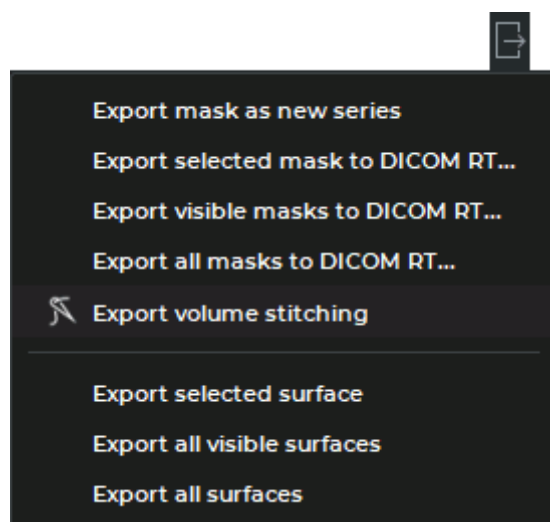 Export mask as new series
Export selected mask to DICOM RT...
Export visible masks to DICOM RT...
Export all masks to DICOM RT...
Export volume stitching
Export selected surface
Export all visible surfaces
Export all surfaces